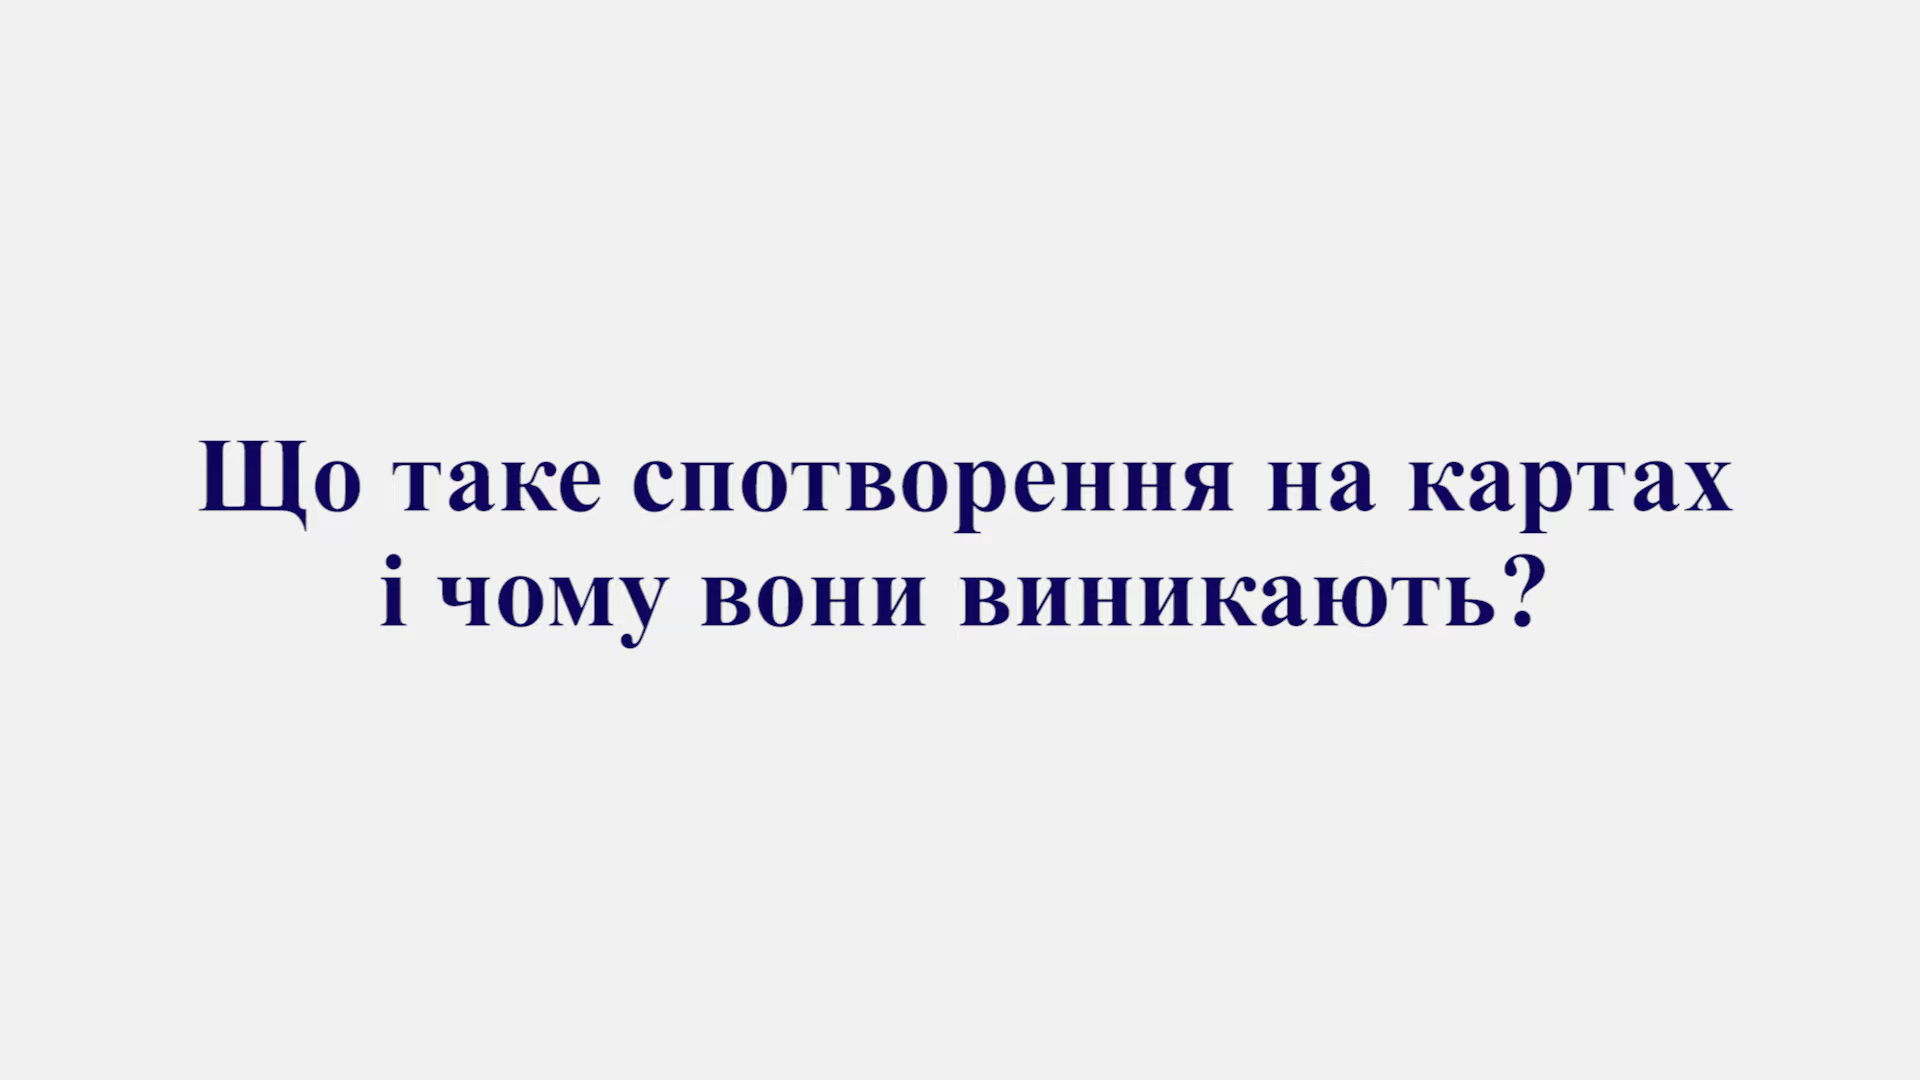 Що таке спотворення на картах
і чому вони виникають?